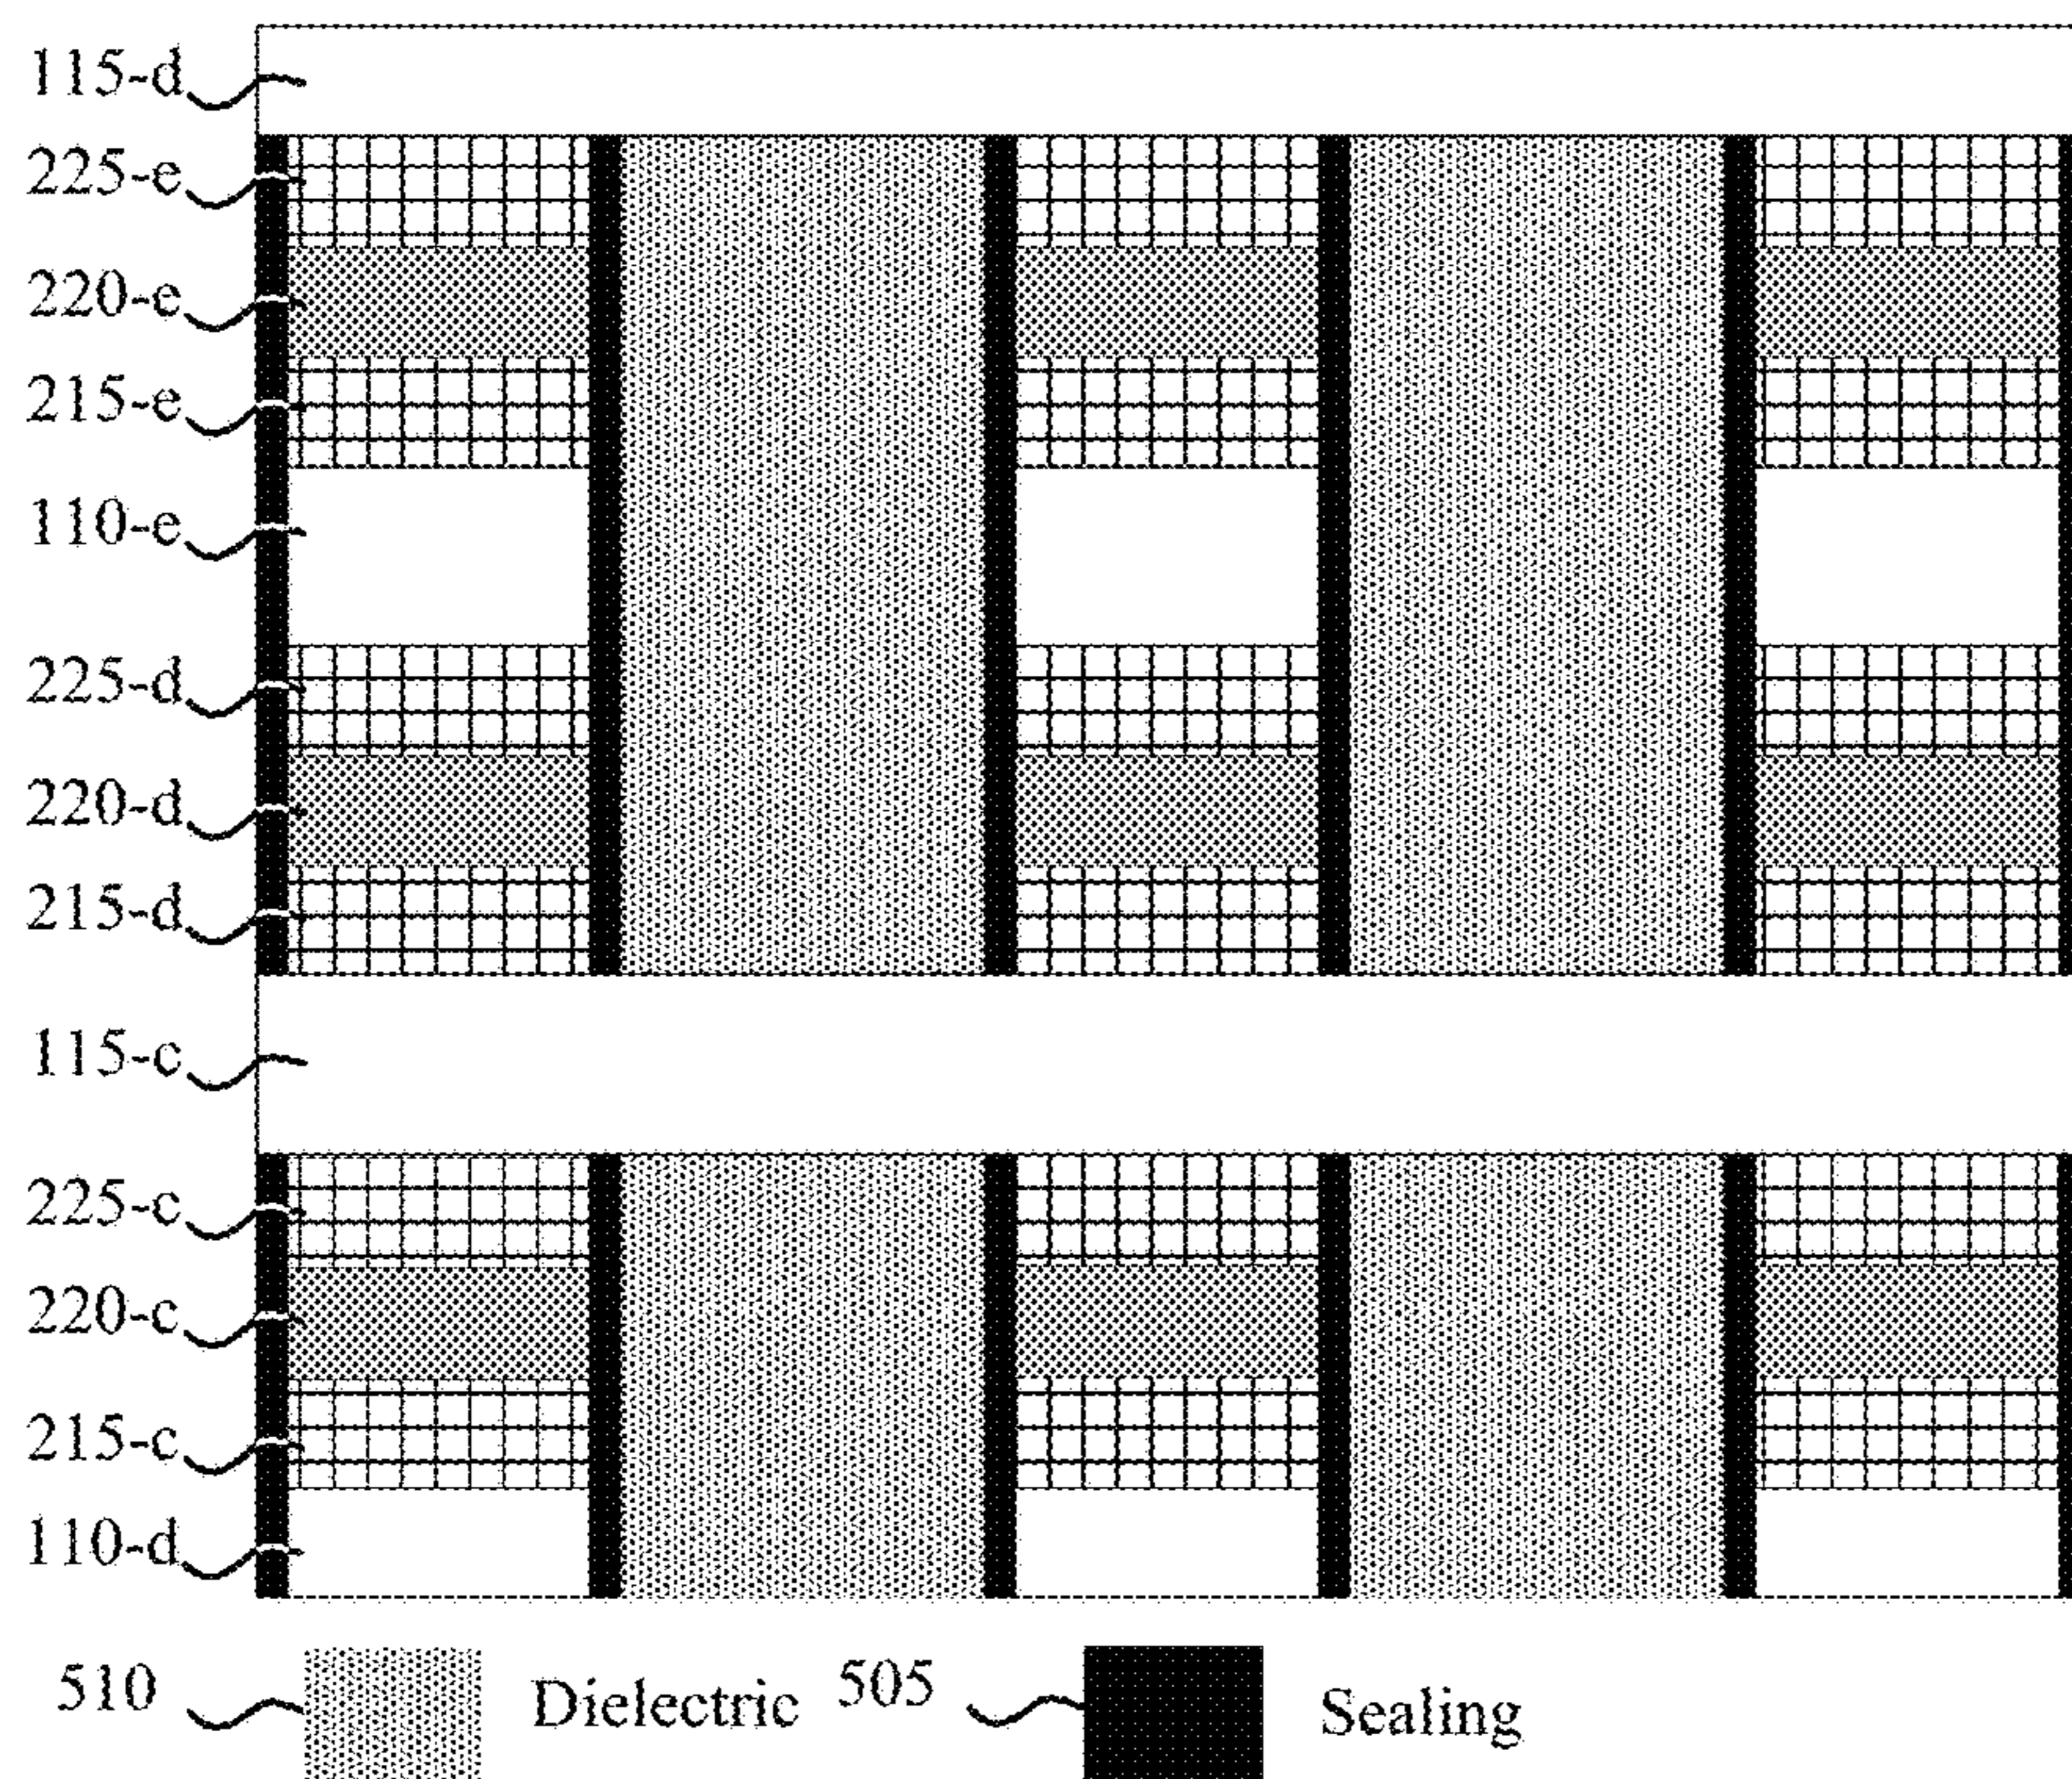 115-d
225-e
220-e
215-e
110-e
225-d
220-d
215-d
115-c
225-c
220-c
215-c
110-d
510 Dielectric 505 Sealing